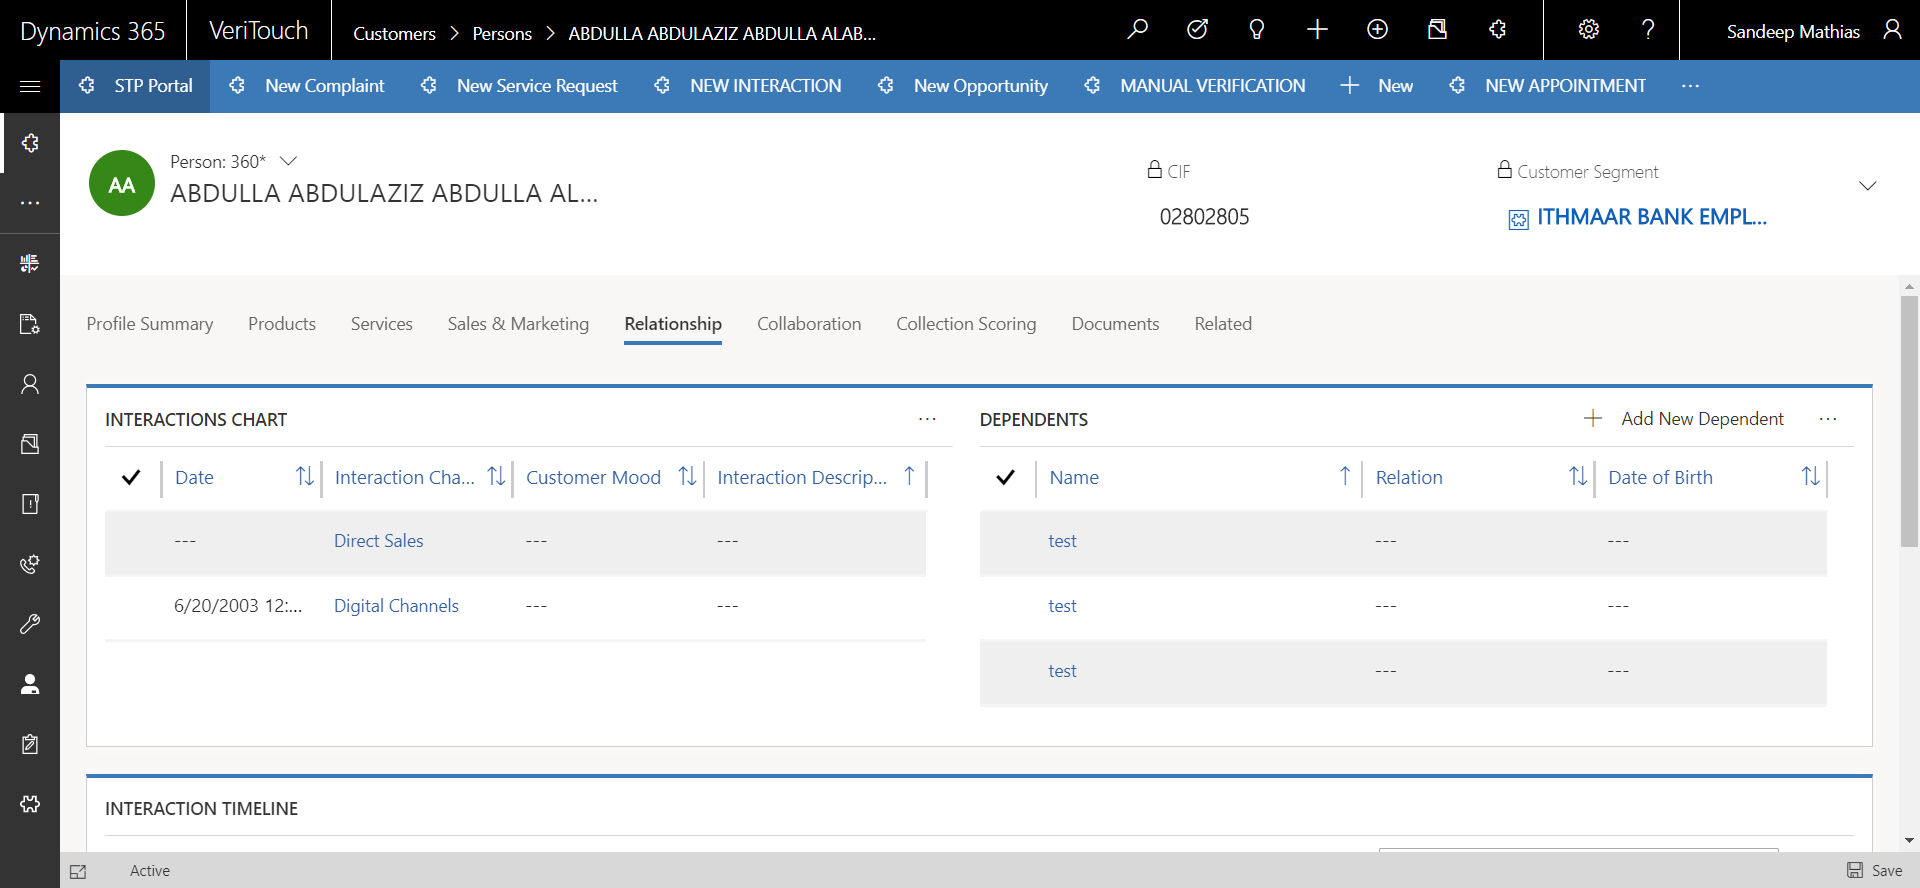 Dynamics 365 VeriTouch Customers > Persons > ABDULLA ABDULAZIZ ABDULLA ALAB... Sandeep Mathias
STP Portal New Complaint New Service Request NEW INTERACTION New Opportunity MANUAL VERIFICATION New NEW APPOINTMENT ...
AA
Person: 360*
ABDULLA ABDULAZIZ ABDULLA AL...
CIF
02802805
Customer Segment
ITHMAAR BANK EMPL...
Profile Summary Products Services Sales & Marketing Relationship Collaboration Collection Scoring Documents Related
INTERACTIONS CHART ...
Date Interaction Cha... Customer Mood Interaction Descrip...
--- Direct Sales --- ---
6/20/2003 12:... Digital Channels --- ---
DEPENDENTS Add New Dependent ...
Name Relation Date of Birth
test --- ---
test --- ---
test --- ---
INTERACTION TIMELINE
Active Save